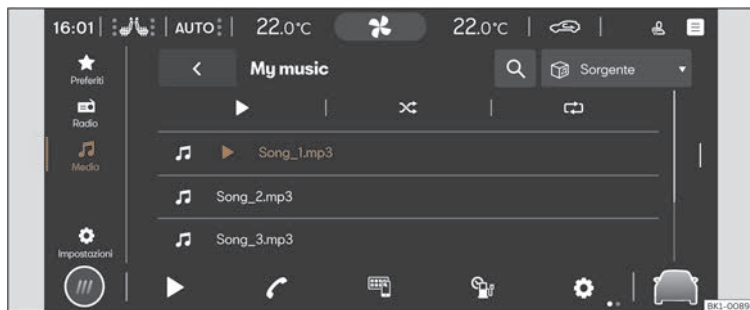 16:01 AUTO 22.0°C 22.0°C
Preferiti
My music
Sorgente
Radio
Media
Song_1.mp3
Song_2.mp3
Song_3.mp3
Impostazioni
BK1-0089